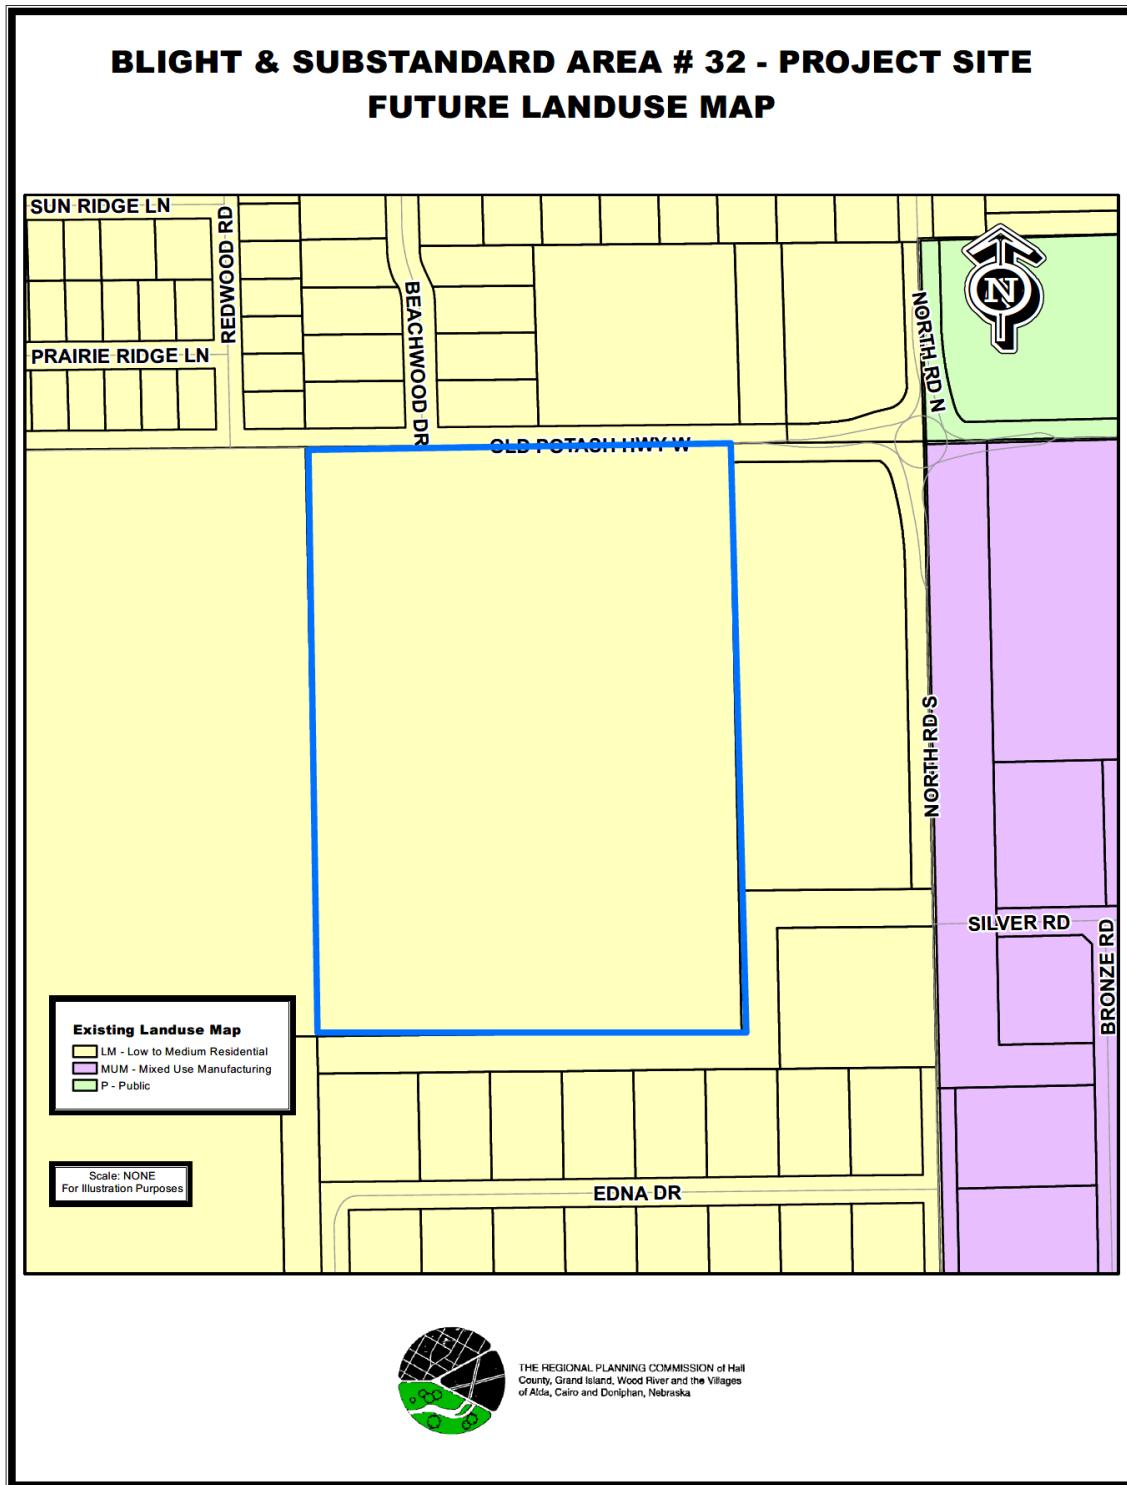 BLIGHT & SUBSTANDARD AREA # 32 - PROJECT SITE
FUTURE LANDUSE MAP
SUN RIDGE LN
REDWOOD RD
PRAIRIE RIDGE LN
BEACHWOOD DR
OLD POTASH HWY W
NORTH RD N
N
NORTH RD S
SILVER RD
BRONZE RD
EDNA DR
Existing Landuse Map
LM - Low to Medium Residential
MUM - Mixed Use Manufacturing
P - Public
Scale: NONE
For Illustration Purposes
THE REGIONAL PLANNING COMMISSION of Hall
County, Grand Island, Wood River and the Villages
of Alda, Cairo and Doniphan, Nebraska